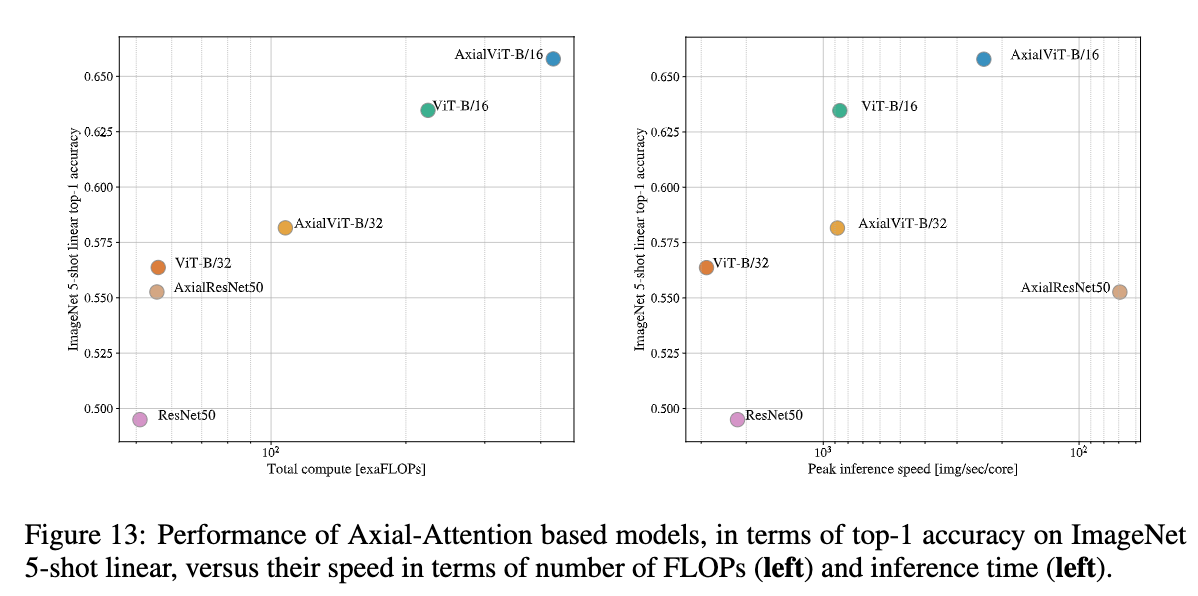 AxialViT-B/16
ViT-B/16
AxialViT-B/32
ViT-B/32
AxialResNet50
ResNet50
0.650
0.625
0.600
0.575
0.550
0.525
0.500
ImageNet 5-shot linear top-1 accuracy
10²
Total compute [exaFLOPs]
AxialViT-B/16
ViT-B/16
AxialViT-B/32
ViT-B/32
AxialResNet50
ResNet50
0.650
0.625
0.600
0.575
0.550
0.525
0.500
ImageNet 5-shot linear top-1 accuracy
10³
10²
Peak inference speed [img/sec/core]
Figure 13: Performance of Axial-Attention based models, in terms of top-1 accuracy on ImageNet
5-shot linear, versus their speed in terms of number of FLOPs (left) and inference time (left).